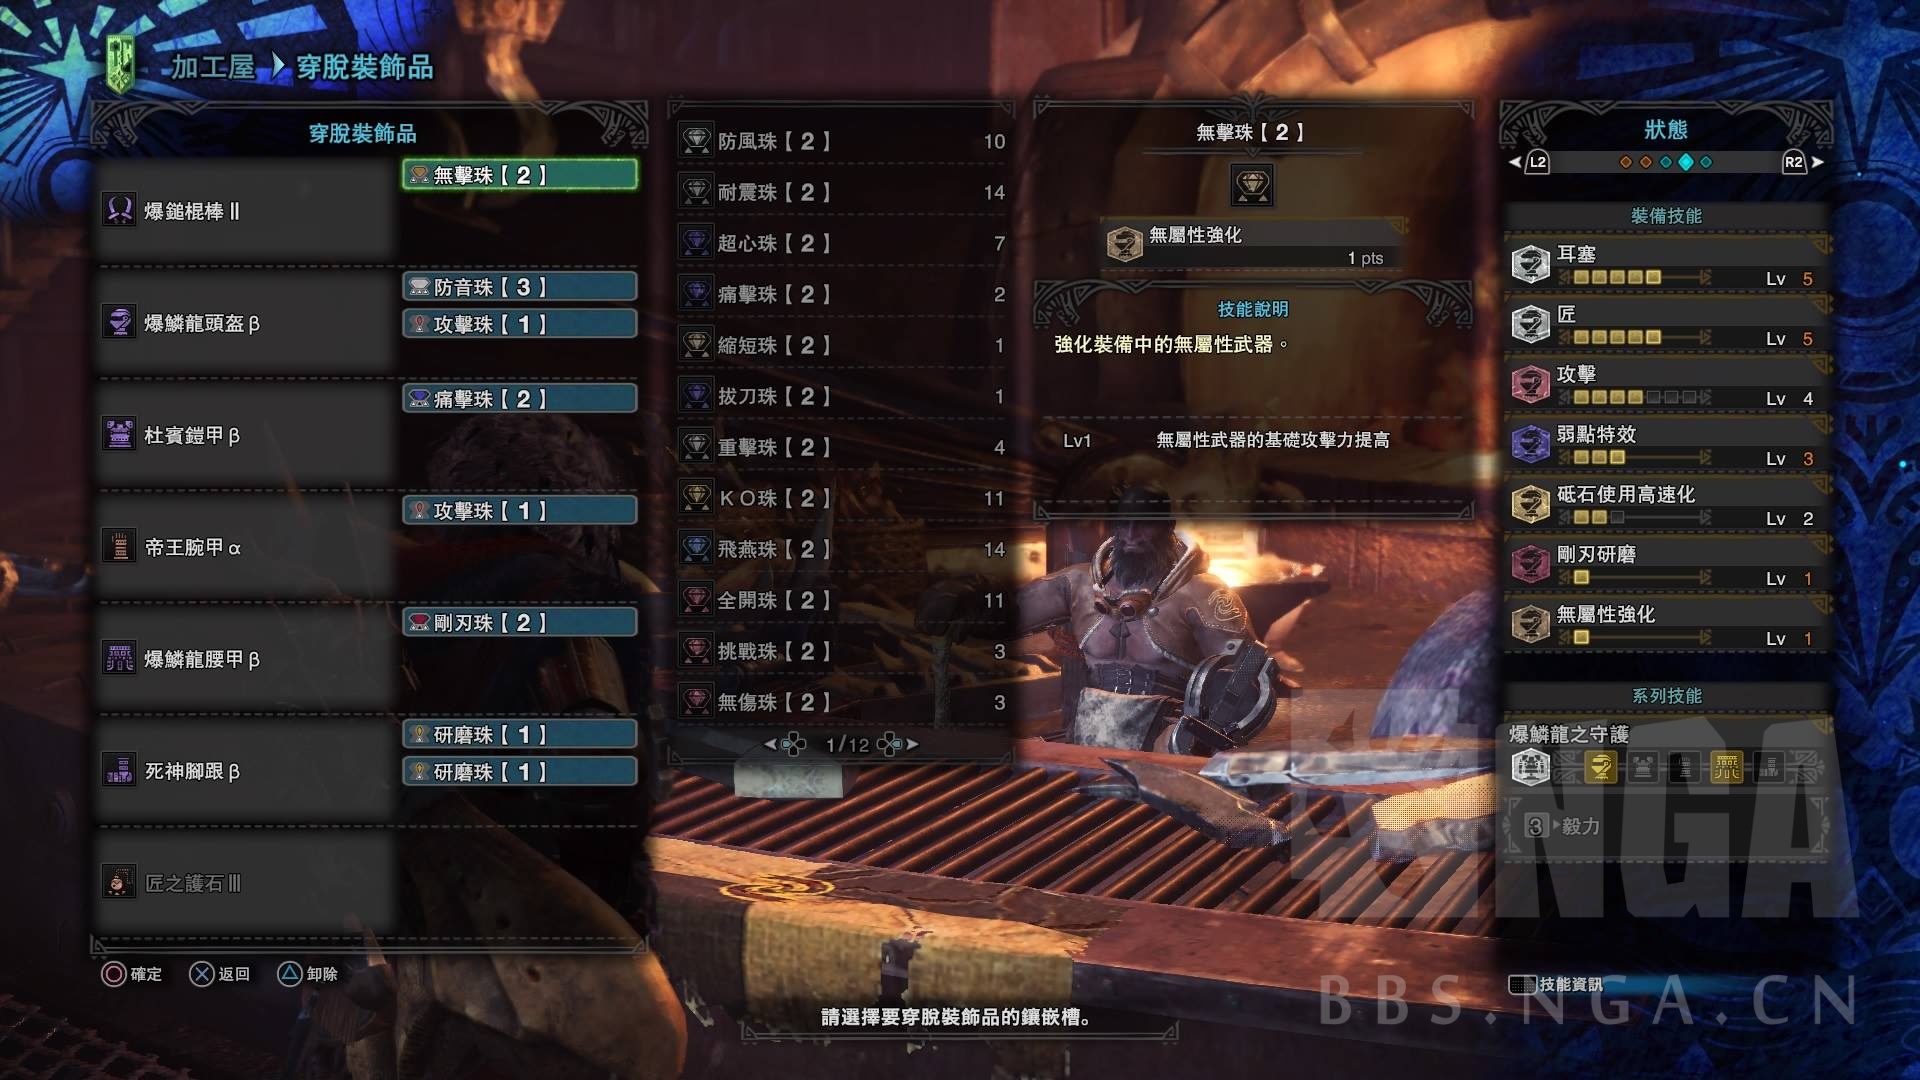 加工屋 穿脫裝飾品
穿脫裝飾品
爆鎚棍棒Ⅱ
無擊珠【2】
爆鱗龍頭盔β
防音珠【3】
攻擊珠【1】
杜賓鎧甲β
痛擊珠【2】
帝王腕甲α
攻擊珠【1】
爆鱗龍腰甲β
剛刃珠【2】
死神腳跟β
研磨珠【1】
研磨珠【1】
匠之護石Ⅲ
確定 返回 卸除
防風珠【2】 10
耐震珠【2】 14
超心珠【2】 7
痛擊珠【2】 2
縮短珠【2】 1
拔刀珠【2】 1
重擊珠【2】 4
KO珠【2】 11
飛燕珠【2】 14
全開珠【2】 11
挑戰珠【2】 3
無傷珠【2】 3
1/12
無擊珠【2】
無屬性強化
1 pts
技能說明
強化裝備中的無屬性武器。
Lv1 無屬性武器的基礎攻擊力提高
請選擇要穿脫裝飾品的鑲嵌槽。
狀態
L2 R2
裝備技能
耳塞
Lv 5
匠
Lv 5
攻擊
Lv 4
弱點特效
Lv 3
砥石使用高速化
Lv 2
剛刃研磨
Lv 1
無屬性強化
Lv 1
系列技能
爆鱗龍之守護
3 毅力
技能資訊
NGA
BBS.NGA.CN